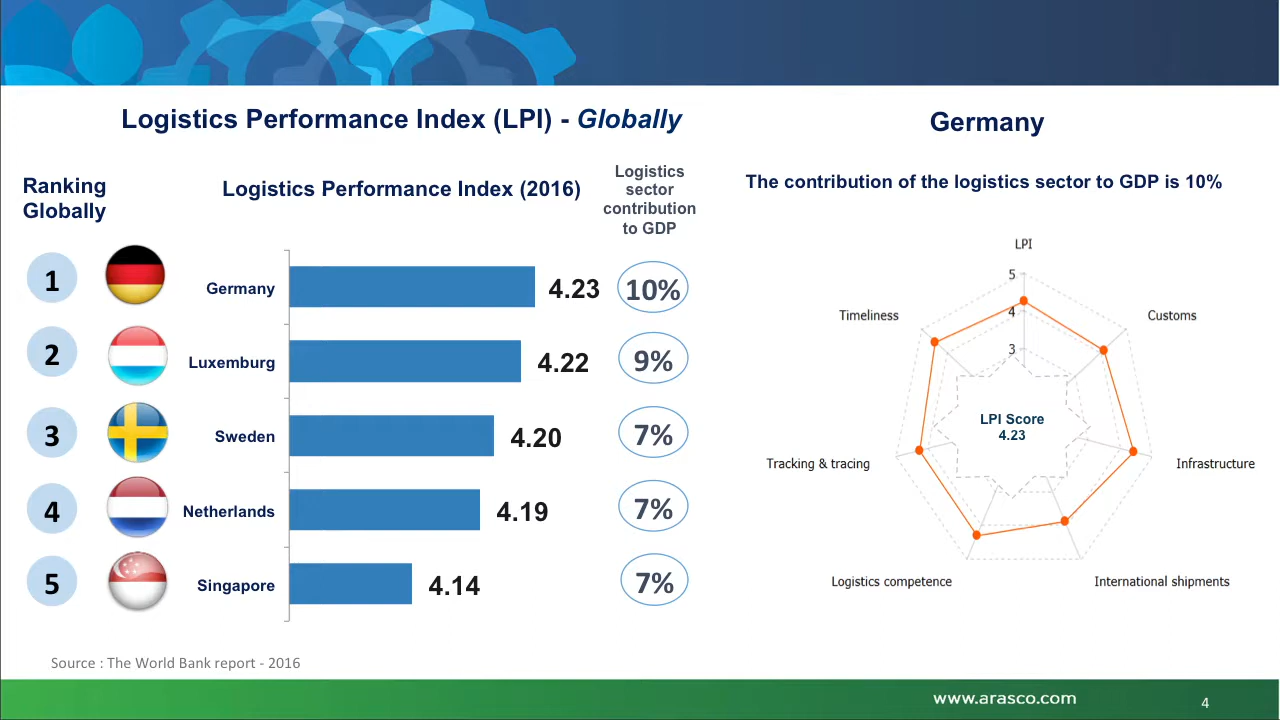 Logistics Performance Index (LPI) - Globally
Germany
Ranking
Globally
Logistics Performance Index (2016)
Logistics
sector
contribution
to GDP
The contribution of the logistics sector to GDP is 10%
1
Germany
4.23
10%
2
Luxemburg
4.22
9%
3
Sweden
4.20
7%
4
Netherlands
4.19
7%
5
Singapore
4.14
7%
LPI
5
4
3
Timeliness
Customs
LPI Score
4.23
Tracking & tracing
Infrastructure
Logistics competence
International shipments
Source : The World Bank report - 2016
www.arasco.com
4